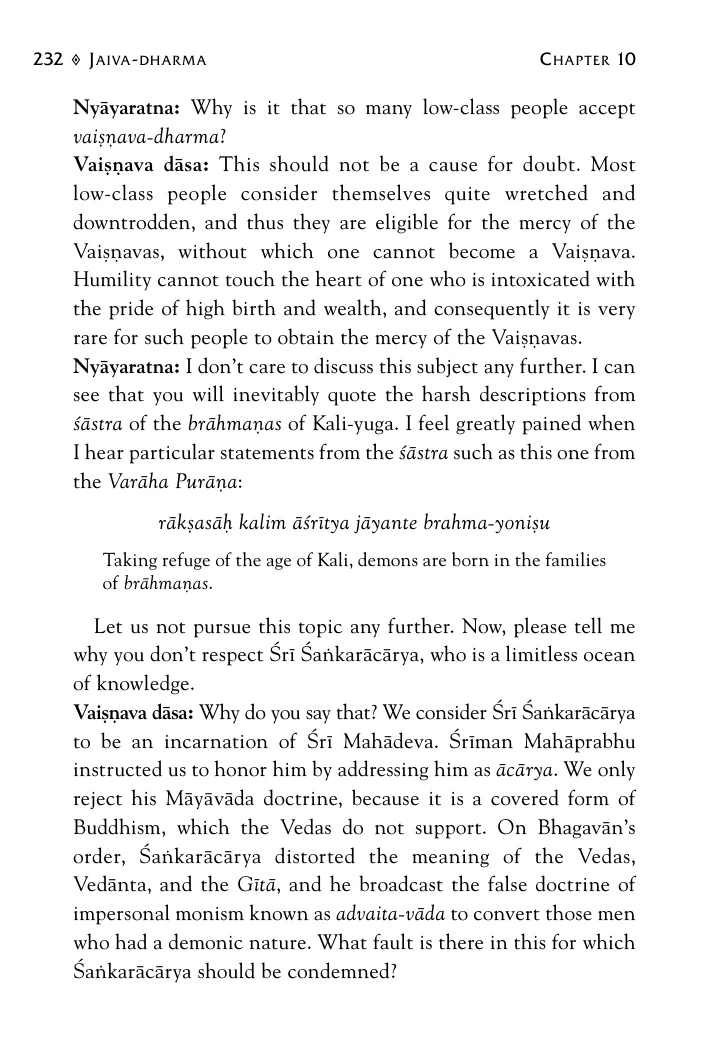 232 ◈ JAIVA-DHARMA CHAPTER 10
Nyāyaratna: Why is it that so many low-class people accept
vaiṣṇava-dharma?
Vaiṣṇava dāsa: This should not be a cause for doubt. Most
low-class people consider themselves quite wretched and
downtrodden, and thus they are eligible for the mercy of the
Vaiṣṇavas, without which one cannot become a Vaiṣṇava.
Humility cannot touch the heart of one who is intoxicated with
the pride of high birth and wealth, and consequently it is very
rare for such people to obtain the mercy of the Vaiṣṇavas.
Nyāyaratna: I don't care to discuss this subject any further. I can
see that you will inevitably quote the harsh descriptions from
śāstra of the brāhmaṇas of Kali-yuga. I feel greatly pained when
I hear particular statements from the śāstra such as this one from
the Varāha Purāṇa:
rākṣasāḥ kalim āśrītya jāyante brahma-yoniṣu
Taking refuge of the age of Kali, demons are born in the families
of brāhmaṇas.
Let us not pursue this topic any further. Now, please tell me
why you don't respect Śrī Śaṅkarācārya, who is a limitless ocean
of knowledge.
Vaiṣṇava dāsa: Why do you say that? We consider Śrī Śaṅkarācārya
to be an incarnation of Śrī Mahādeva. Śrīman Mahāprabhu
instructed us to honor him by addressing him as ācārya. We only
reject his Māyāvāda doctrine, because it is a covered form of
Buddhism, which the Vedas do not support. On Bhagavān's
order, Śaṅkarācārya distorted the meaning of the Vedas,
Vedānta, and the Gītā, and he broadcast the false doctrine of
impersonal monism known as advaita-vāda to convert those men
who had a demonic nature. What fault is there in this for which
Śaṅkarācārya should be condemned?